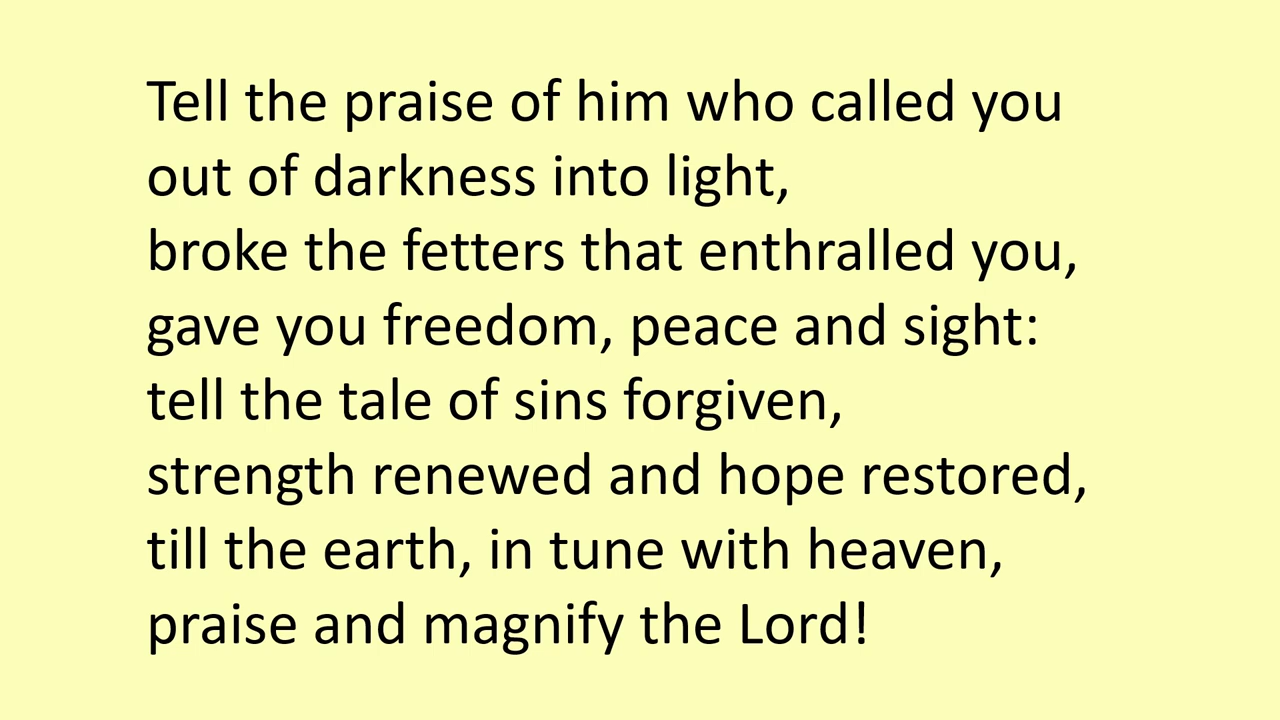 Tell the praise of him who called you
out of darkness into light,
broke the fetters that enthralled you,
gave you freedom, peace and sight:
tell the tale of sins forgiven,
strength renewed and hope restored,
till the earth, in tune with heaven,
praise and magnify the Lord!